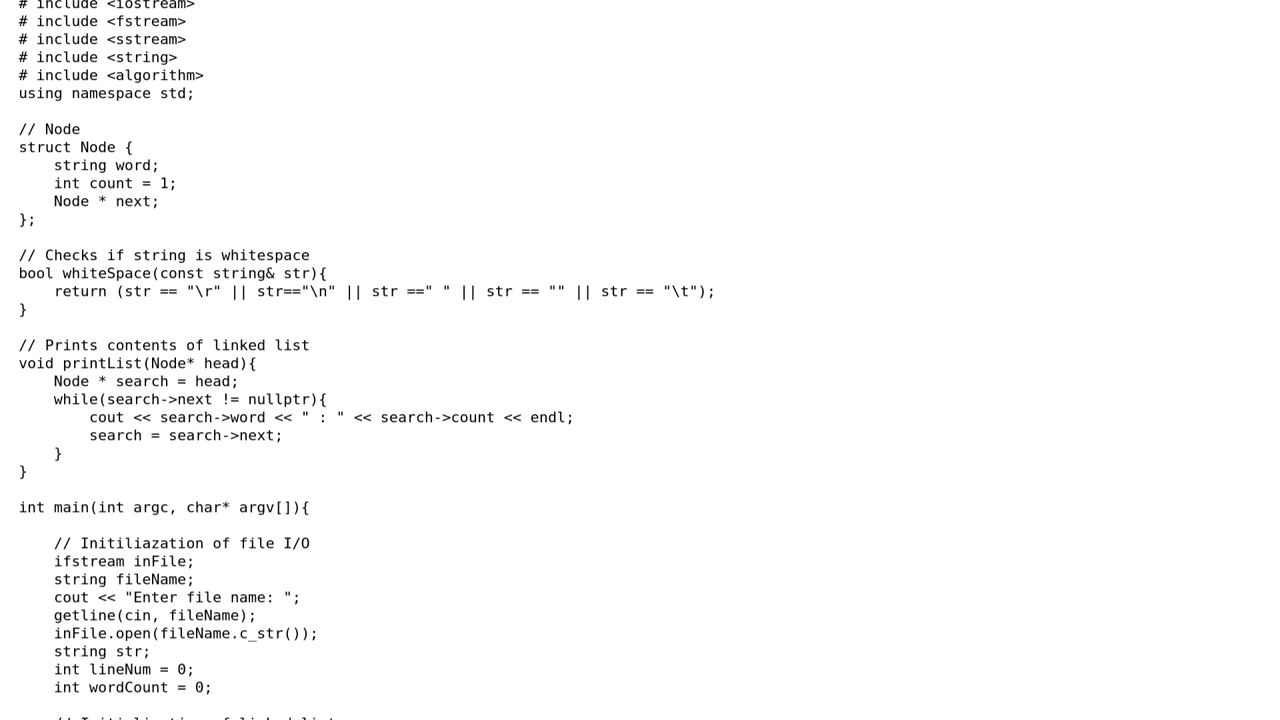 # include <iostream>
# include <fstream>
# include <sstream>
# include <string>
# include <algorithm>
using namespace std;

// Node
struct Node {
    string word;
    int count = 1;
    Node * next;
};

// Checks if string is whitespace
bool whiteSpace(const string& str){
    return (str == "\r" || str=="\n" || str ==" " || str == "" || str == "\t");
}

// Prints contents of linked list
void printList(Node* head){
    Node * search = head;
    while(search->next != nullptr){
        cout << search->word << " : " << search->count << endl;
        search = search->next;
    }
}

int main(int argc, char* argv[]){

    // Initiliazation of file I/O
    ifstream inFile;
    string fileName;
    cout << "Enter file name: ";
    getline(cin, fileName);
    inFile.open(fileName.c_str());
    string str;
    int lineNum = 0;
    int wordCount = 0;